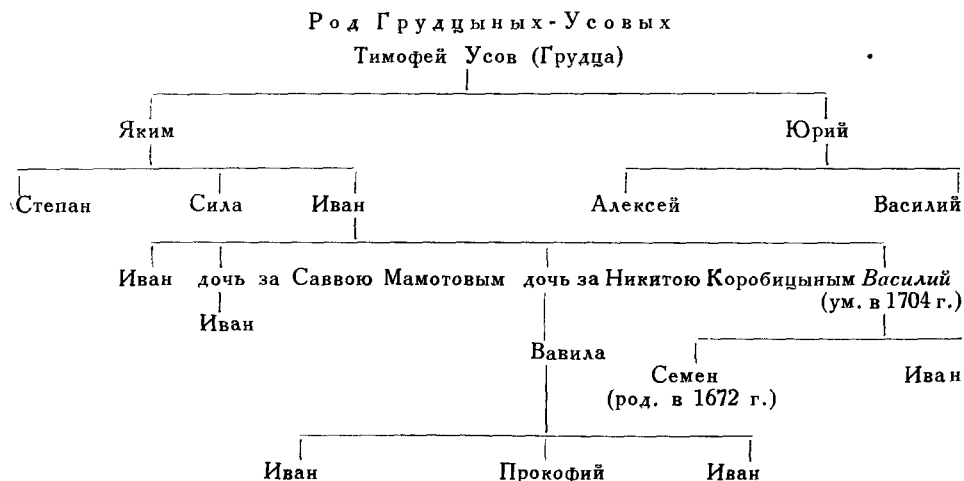 Род Грудцыных-Усовых
Тимофей Усов (Грудца)
Яким Юрий
Степан Сила Иван Алексей Василий
Иван дочь за Саввою Мамотовым дочь за Никитою Коробицыным Василий
(ум. в 1704 г.)
Иван
Вавила
Семен Иван
(род. в 1672 г.)
Иван Прокофий Иван